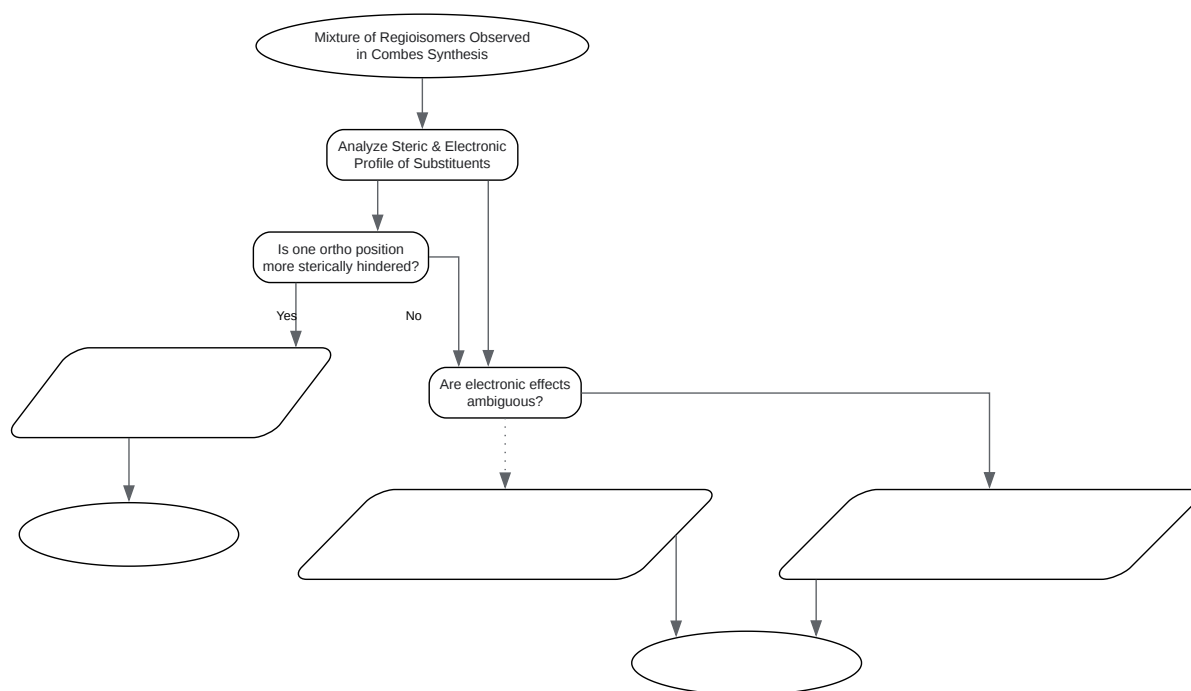 Mixture of Regioisomers Observed
in Combes Synthesis
Analyze Steric & Electronic
Profile of Substituents
Is one ortho position
more sterically hindered?
Yes
No
Are electronic effects
ambiguous?